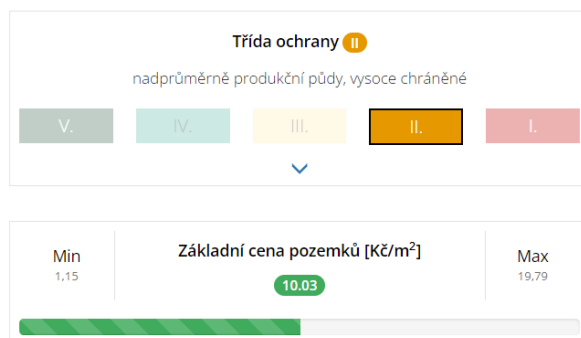 Třída ochrany II
nadprůměrně produkční půdy, vysoce chráněné
V. IV. III. II. I.
Min Základní cena pozemků [Kč/m²] Max
1,15 10.03 19,79